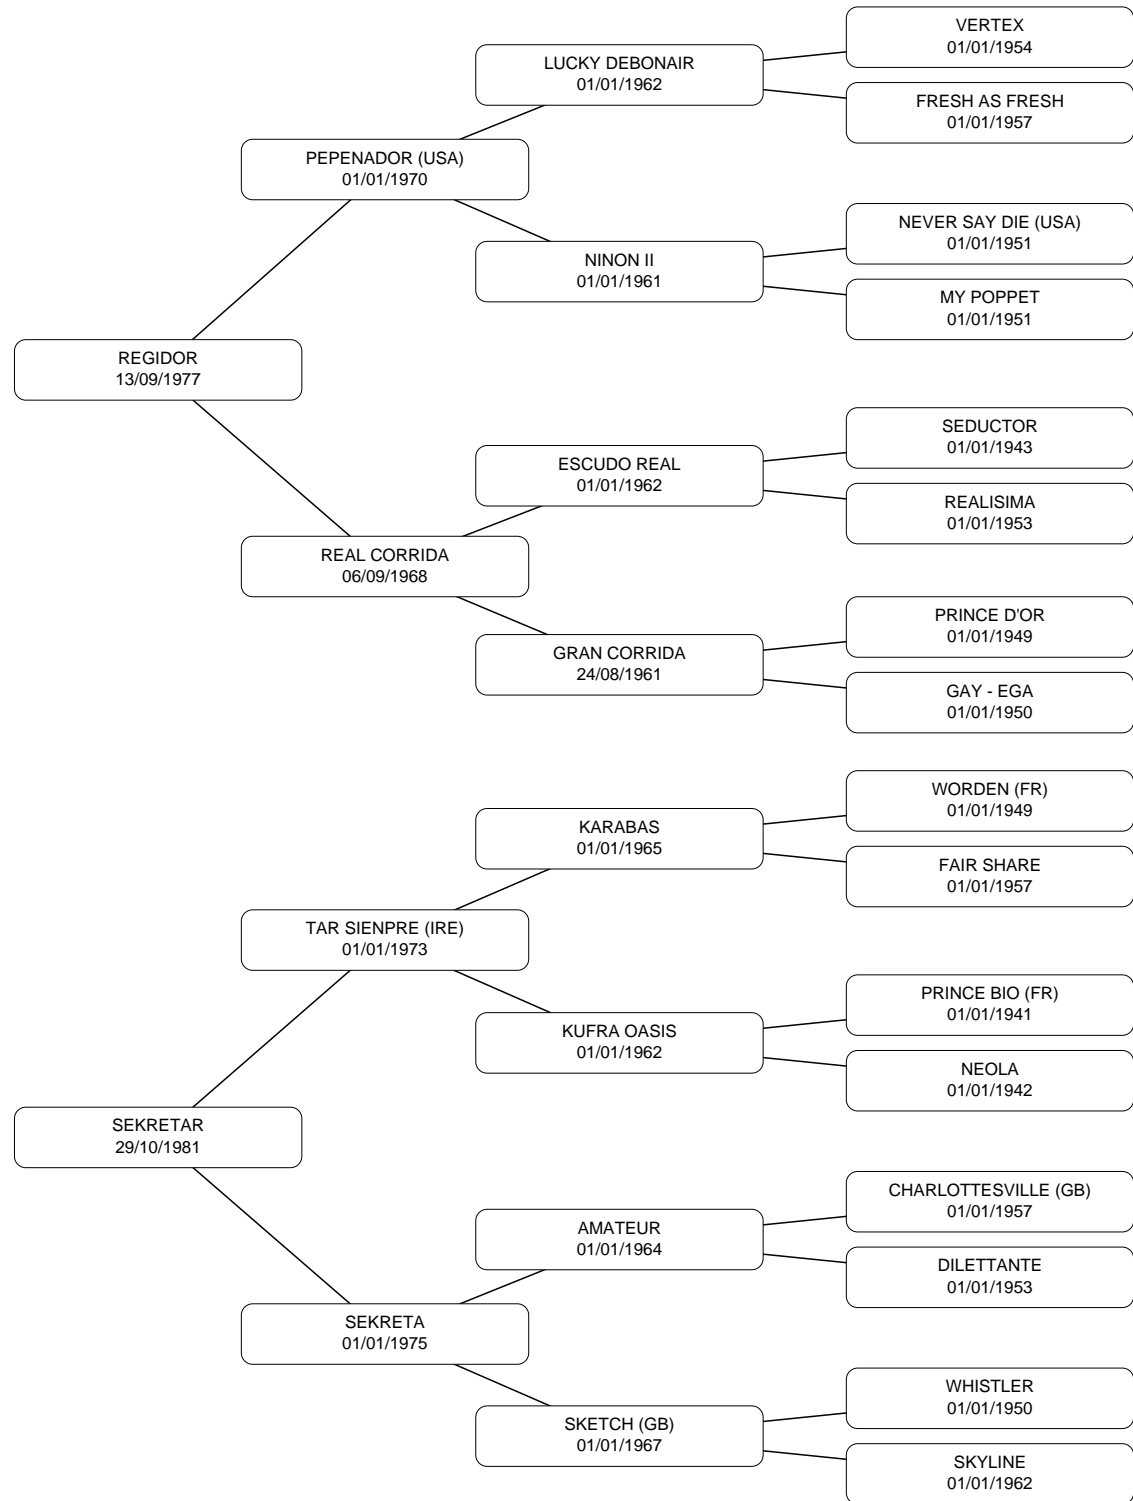 VERTEX
01/01/1954
LUCKY DEBONAIR
01/01/1962
FRESH AS FRESH
01/01/1957
PEPENADOR (USA)
01/01/1970
NEVER SAY DIE (USA)
01/01/1951
NINON II
01/01/1961
MY POPPET
01/01/1951
REGIDOR
13/09/1977
SEDUCTOR
01/01/1943
ESCUDO REAL
01/01/1962
REALISIMA
01/01/1953
REAL CORRIDA
06/09/1968
PRINCE D'OR
01/01/1949
GRAN CORRIDA
24/08/1961
GAY - EGA
01/01/1950
WORDEN (FR)
01/01/1949
KARABAS
01/01/1965
FAIR SHARE
01/01/1957
TAR SIENPRE (IRE)
01/01/1973
PRINCE BIO (FR)
01/01/1941
KUFRA OASIS
01/01/1962
NEOLA
01/01/1942
SEKRETAR
29/10/1981
CHARLOTTESVILLE (GB)
01/01/1957
AMATEUR
01/01/1964
DILETTANTE
01/01/1953
SEKRETA
01/01/1975
WHISTLER
01/01/1950
SKETCH (GB)
01/01/1967
SKYLINE
01/01/1962